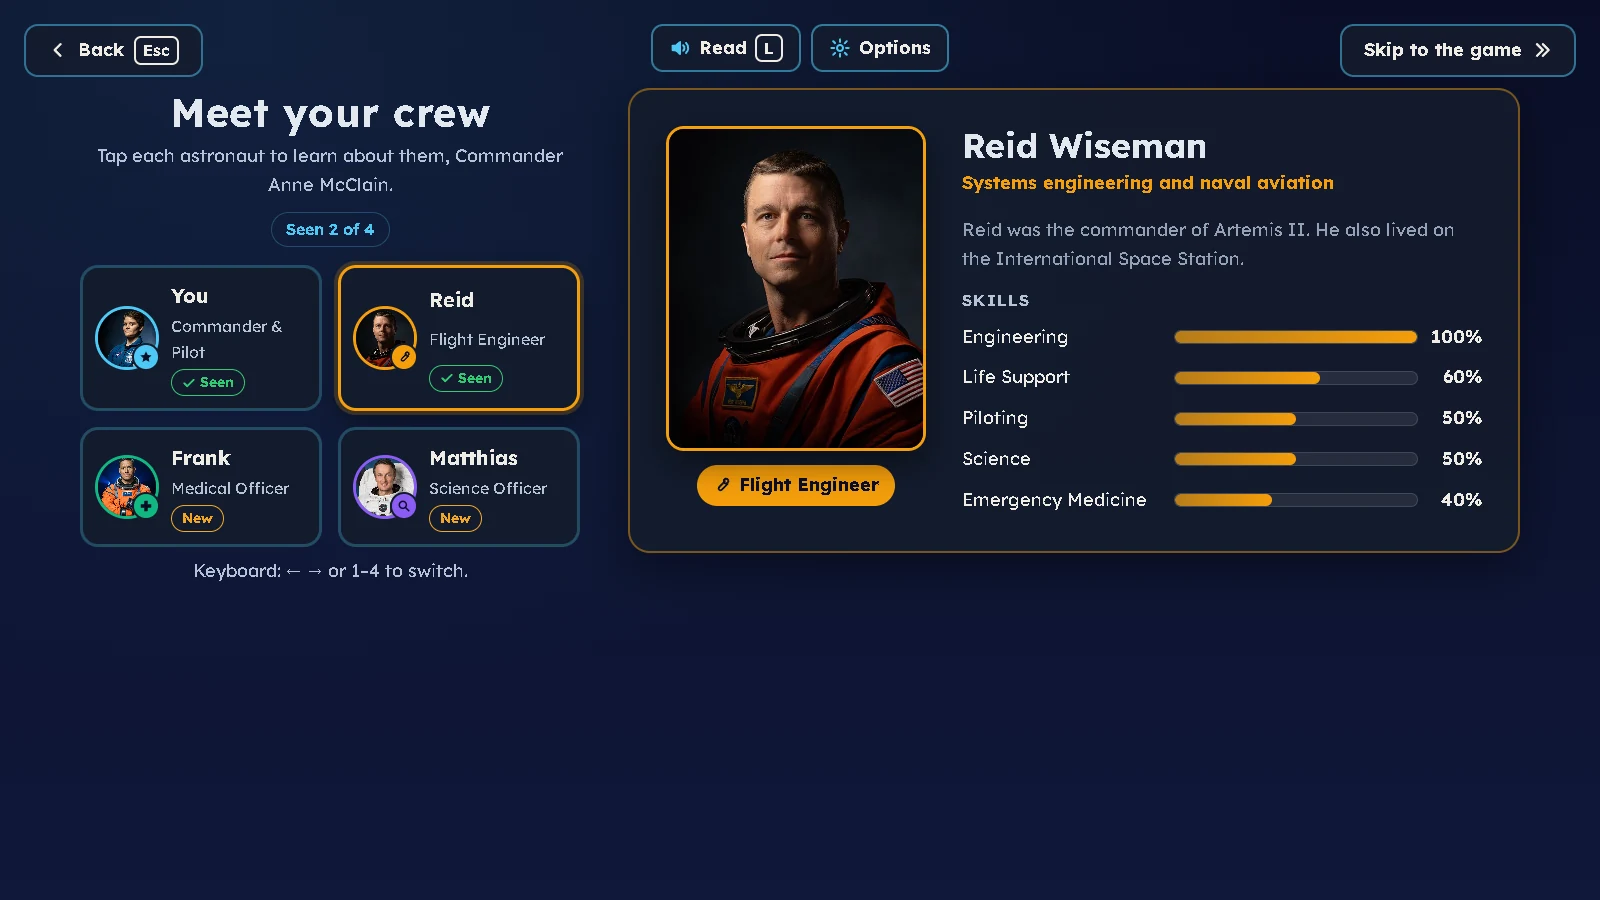 Back Esc
Read L
Options
Skip to the game
Meet your crew
Tap each astronaut to learn about them, Commander
Anne McClain.
Seen 2 of 4
You
Commander &
Pilot
Seen
Reid
Flight Engineer
Seen
Frank
Medical Officer
New
Matthias
Science Officer
New
Keyboard: ← → or 1–4 to switch.
Flight Engineer
Reid Wiseman
Systems engineering and naval aviation
Reid was the commander of Artemis II. He also lived on
the International Space Station.
SKILLS
Engineering 100%
Life Support 60%
Piloting 50%
Science 50%
Emergency Medicine 40%